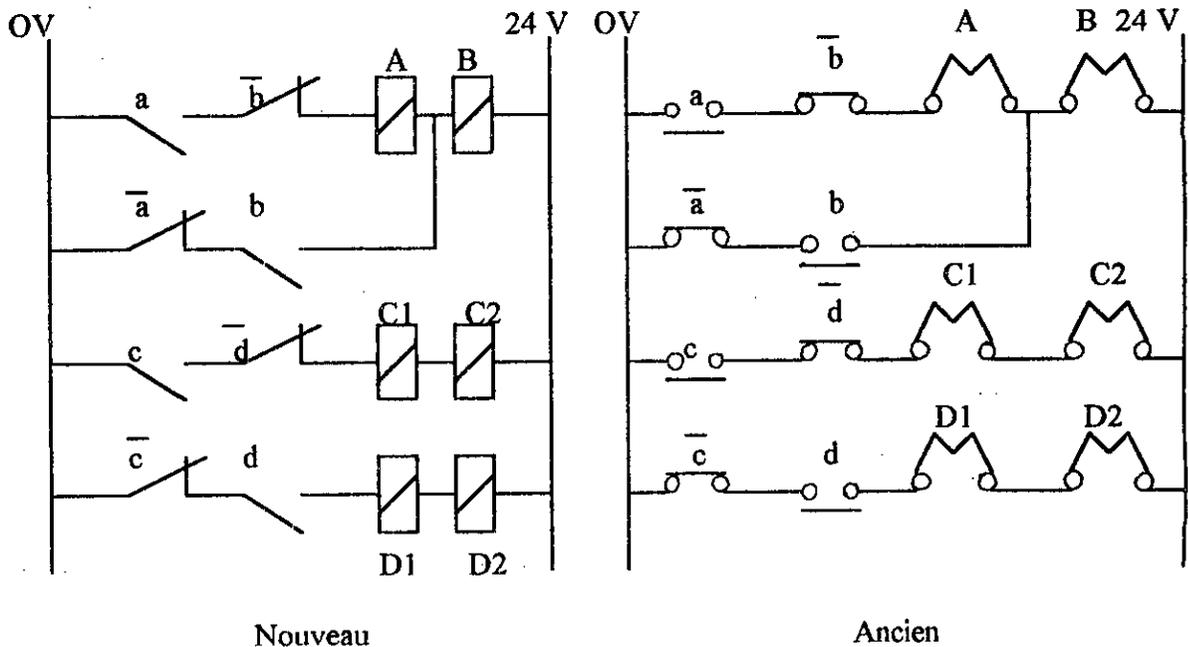 OV 24 V OV 24 V
A B A B
a b̅ a b̅
a̅ b a̅ b
C1 C2 C1 C2
c d̅ c d̅
D1 D2
c̅ d c̅ d
D1 D2
Nouveau Ancien